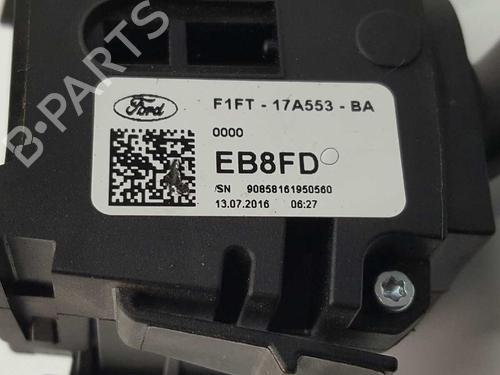 B-PARTS
Ford
F1FT - 17A553 - BA
0000
EB8FD
/SN 90858161950560
13.07.2016 06:27